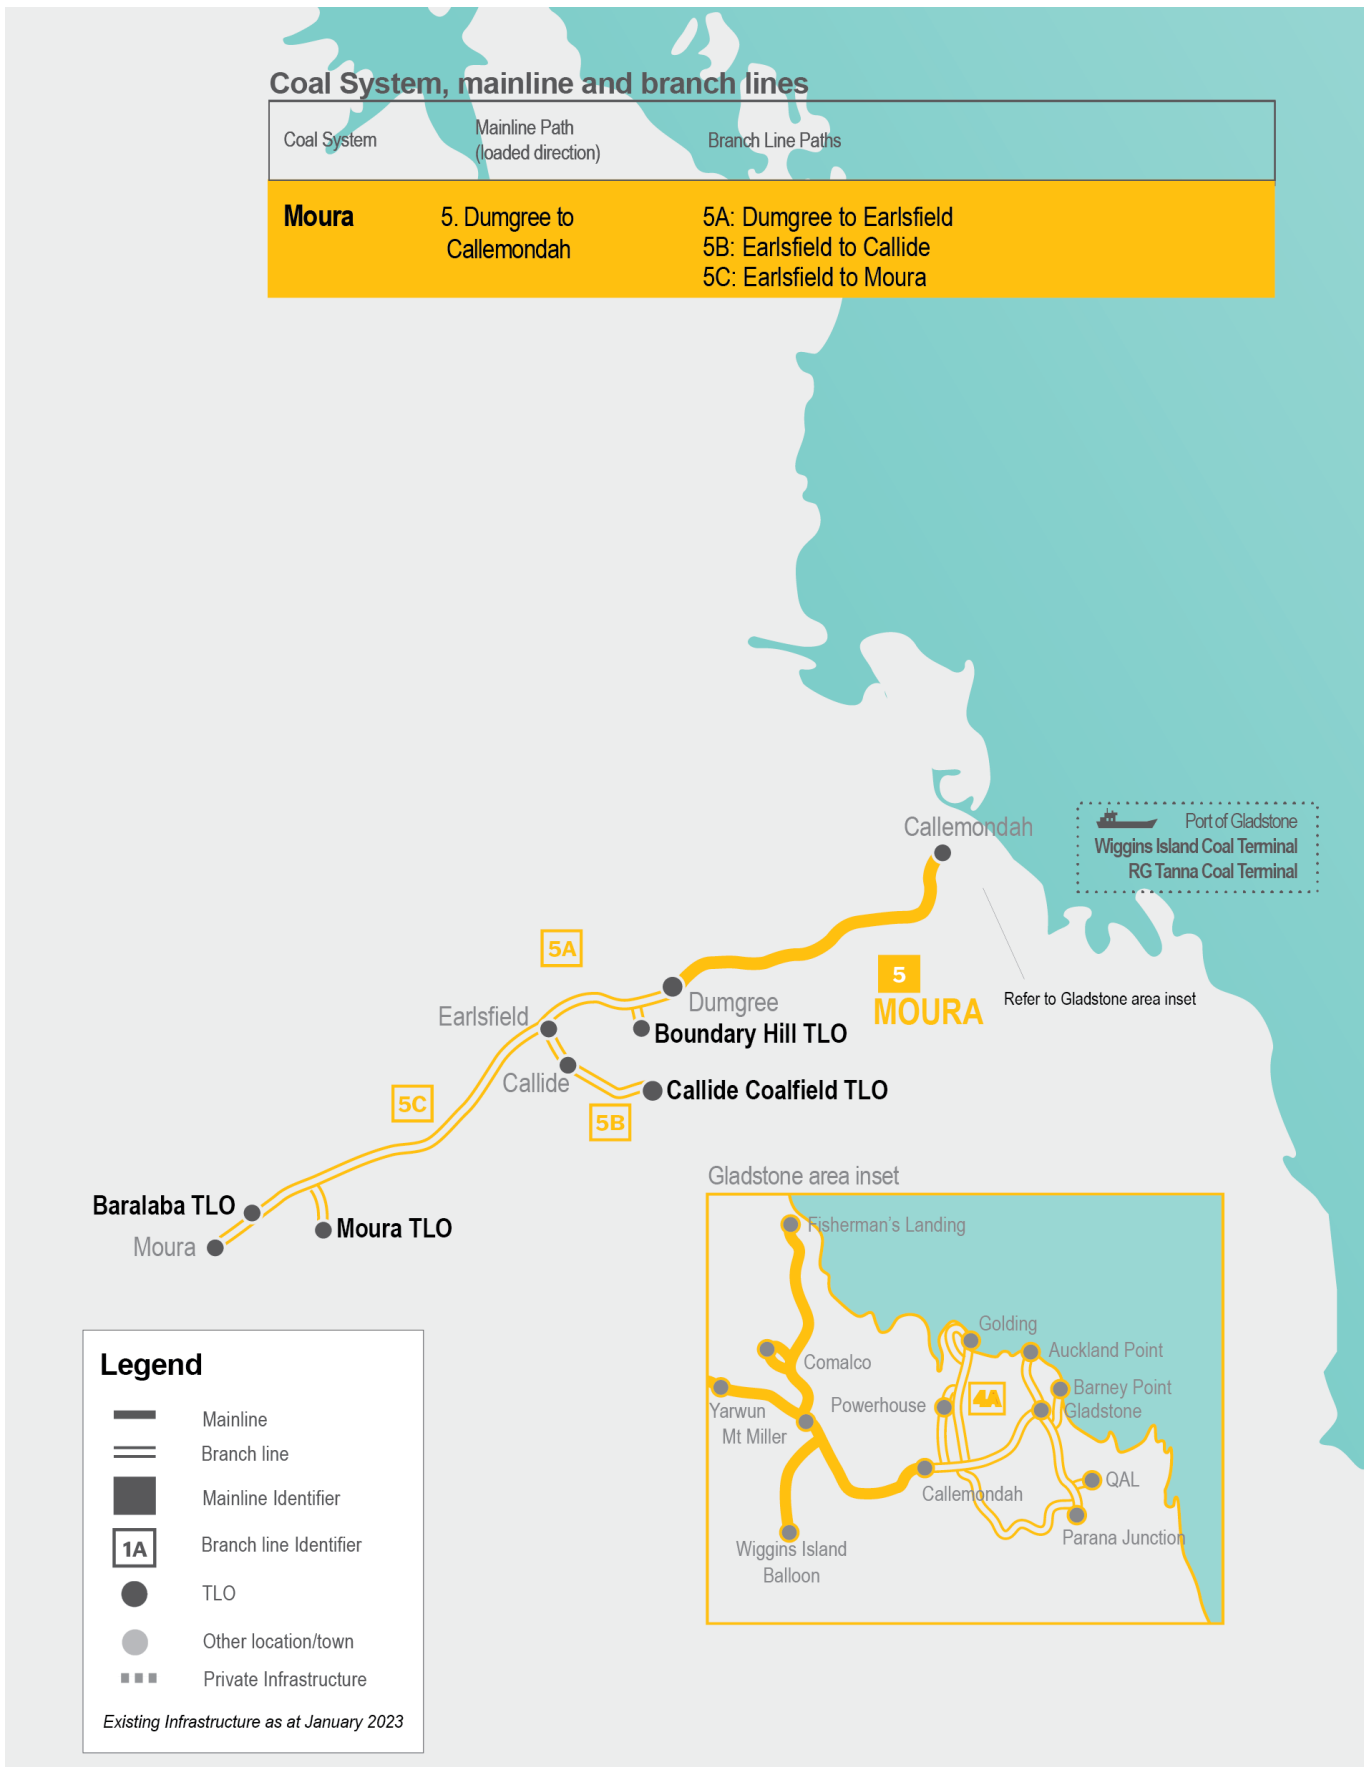 Coal System, mainline and branch lines
Coal System
Mainline Path
(loaded direction)
Branch Line Paths
Moura
5. Dumgree to
Callemondah
5A: Dumgree to Earlsfield
5B: Earlsfield to Callide
5C: Earlsfield to Moura
Callemondah
Port of Gladstone
Wiggins Island Coal Terminal
RG Tanna Coal Terminal
5A
5
MOURA
Refer to Gladstone area inset
Dumgree
Earlsfield
Boundary Hill TLO
Callide
Callide Coalfield TLO
5C
5B
Baralaba TLO
Moura TLO
Moura
Gladstone area inset
Fisherman's Landing
Golding
Auckland Point
Comalco
Barney Point
4A
Powerhouse
Yarwun
Gladstone
Mt Miller
QAL
Callemondah
Parana Junction
Wiggins Island
Balloon
Legend
Mainline
Branch line
Mainline Identifier
1A
Branch line Identifier
TLO
Other location/town
Private Infrastructure
Existing Infrastructure as at January 2023